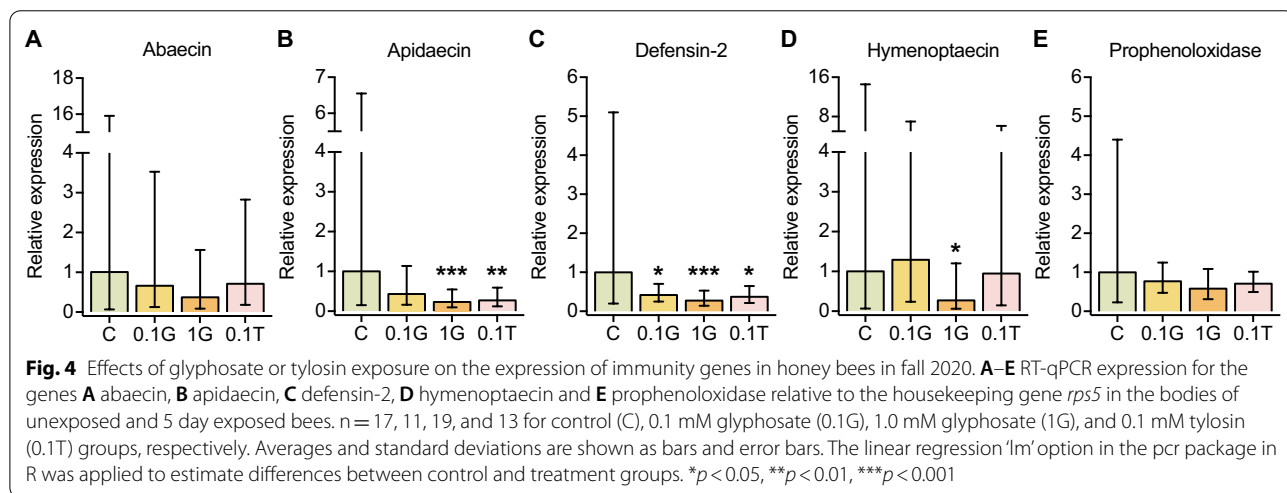 A Abaecin
B Apidaecin
C Defensin-2
D Hymenoptaecin
E Prophenoloxidase
Relative expression
18
16
4
3
2
1
0
C 0.1G 1G 0.1T
Relative expression
7
6
4
3
2
1
0
*** **
C 0.1G 1G 0.1T
Relative expression
6
5
4
3
2
1
0
* *** *
C 0.1G 1G 0.1T
Relative expression
16
8
4
3
2
1
0
*
C 0.1G 1G 0.1T
Relative expression
6
5
4
3
2
1
0
C 0.1G 1G 0.1T
Fig. 4 Effects of glyphosate or tylosin exposure on the expression of immunity genes in honey bees in fall 2020. A–E RT-qPCR expression for the
genes A abaecin, B apidaecin, C defensin-2, D hymenoptaecin and E prophenoloxidase relative to the housekeeping gene rps5 in the bodies of
unexposed and 5 day exposed bees. n = 17, 11, 19, and 13 for control (C), 0.1 mM glyphosate (0.1G), 1.0 mM glyphosate (1G), and 0.1 mM tylosin
(0.1T) groups, respectively. Averages and standard deviations are shown as bars and error bars. The linear regression ‘lm’ option in the pcr package in
R was applied to estimate differences between control and treatment groups. *p < 0.05, **p < 0.01, ***p < 0.001